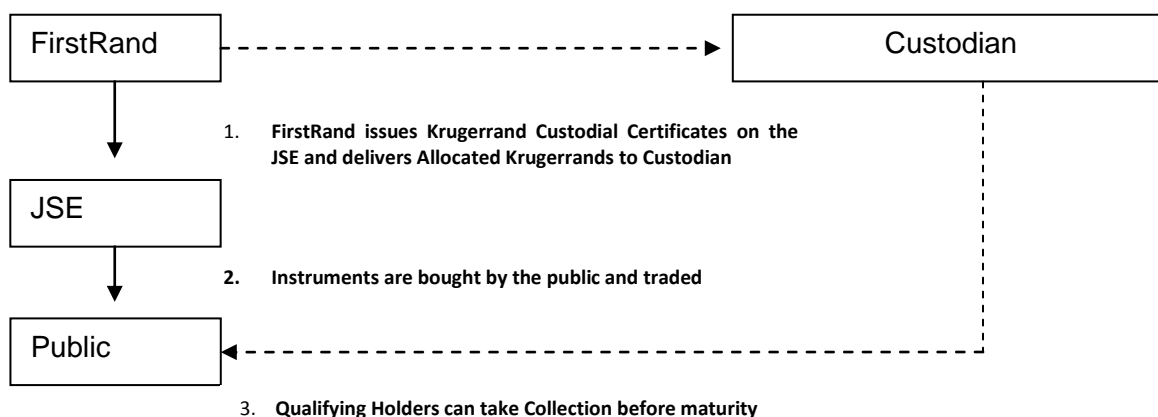 FirstRand
Custodian
1. FirstRand issues Krugerrand Custodial Certificates on the
JSE and delivers Allocated Krugerrands to Custodian
JSE
2. Instruments are bought by the public and traded
Public
3. Qualifying Holders can take Collection before maturity